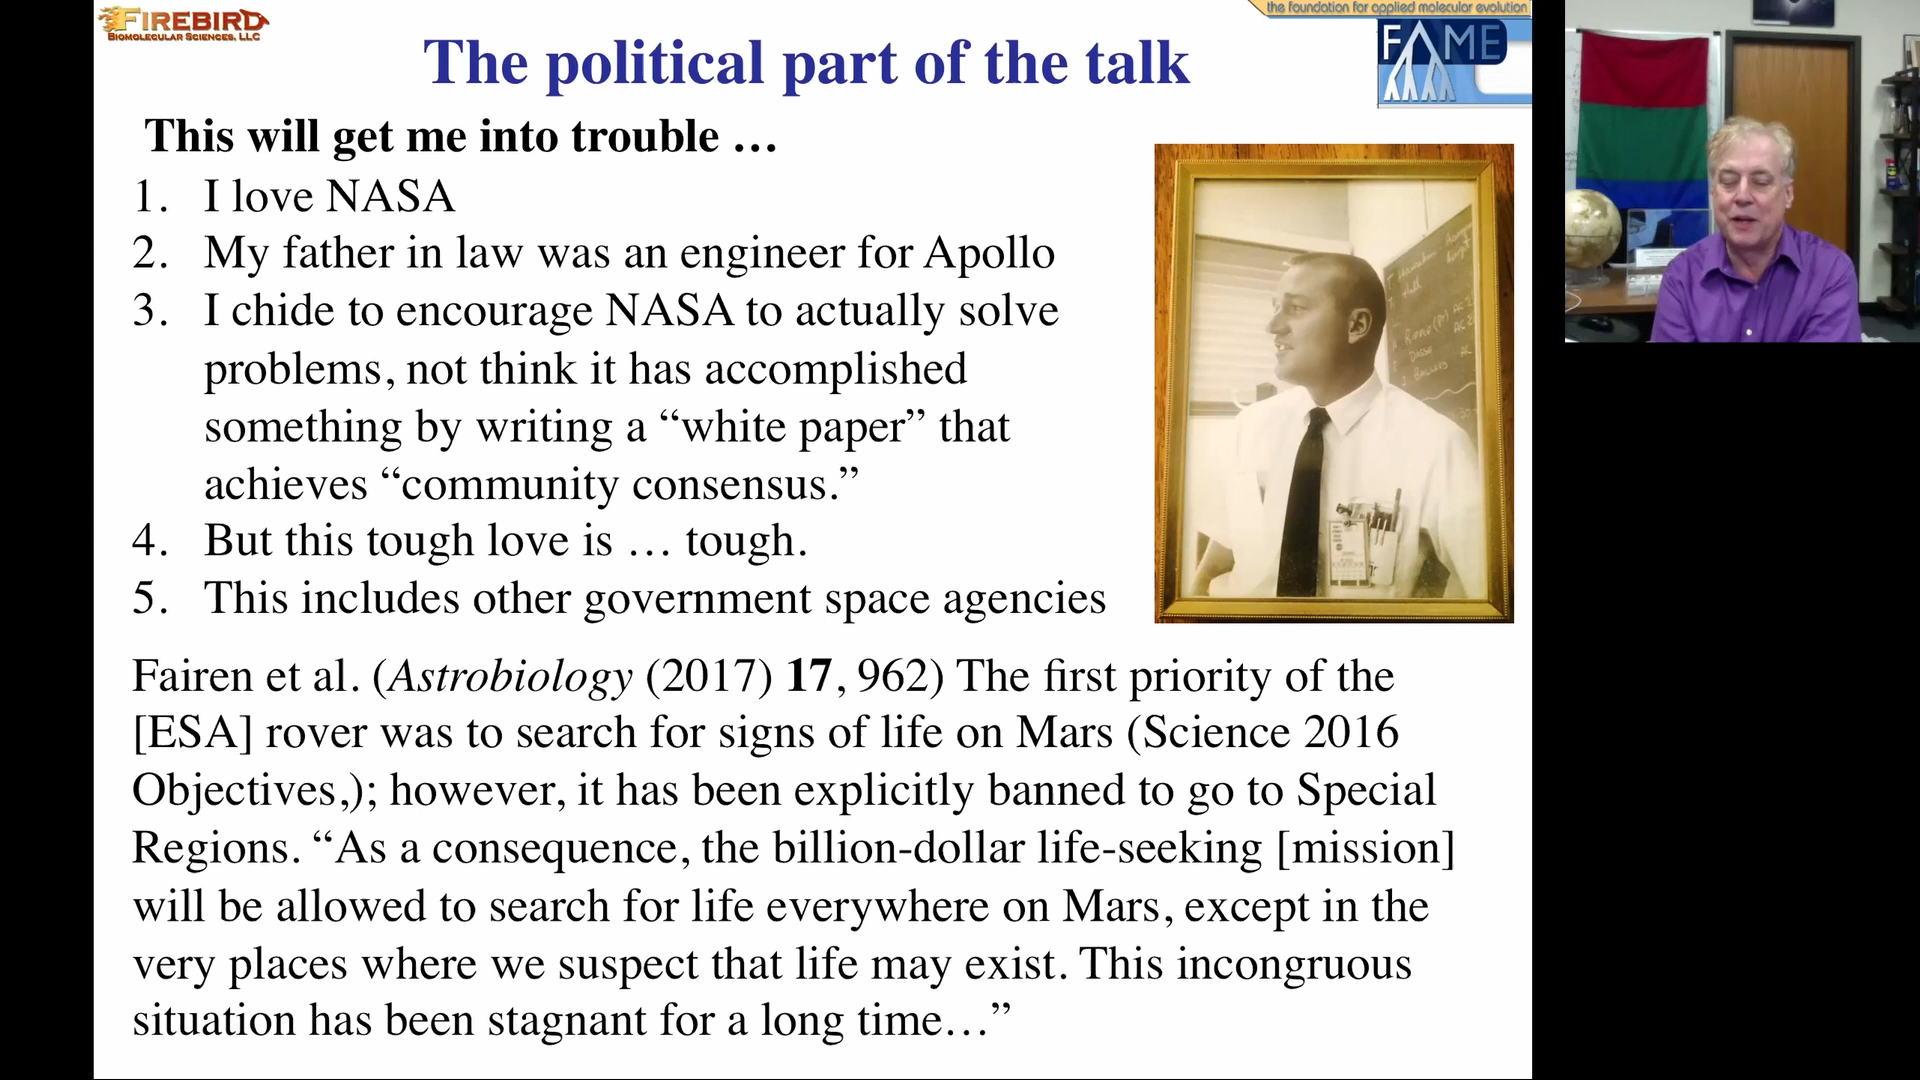 FIREBIRD
BIOMOLECULAR SCIENCES, LLC
the foundation for applied molecular evolution
FAME
The political part of the talk
This will get me into trouble …
1. I love NASA
2. My father in law was an engineer for Apollo
3. I chide to encourage NASA to actually solve
problems, not think it has accomplished
something by writing a “white paper” that
achieves “community consensus.”
4. But this tough love is … tough.
5. This includes other government space agencies
Fairen et al. (Astrobiology (2017) 17, 962) The first priority of the
[ESA] rover was to search for signs of life on Mars (Science 2016
Objectives,); however, it has been explicitly banned to go to Special
Regions. “As a consequence, the billion-dollar life-seeking [mission]
will be allowed to search for life everywhere on Mars, except in the
very places where we suspect that life may exist. This incongruous
situation has been stagnant for a long time…”